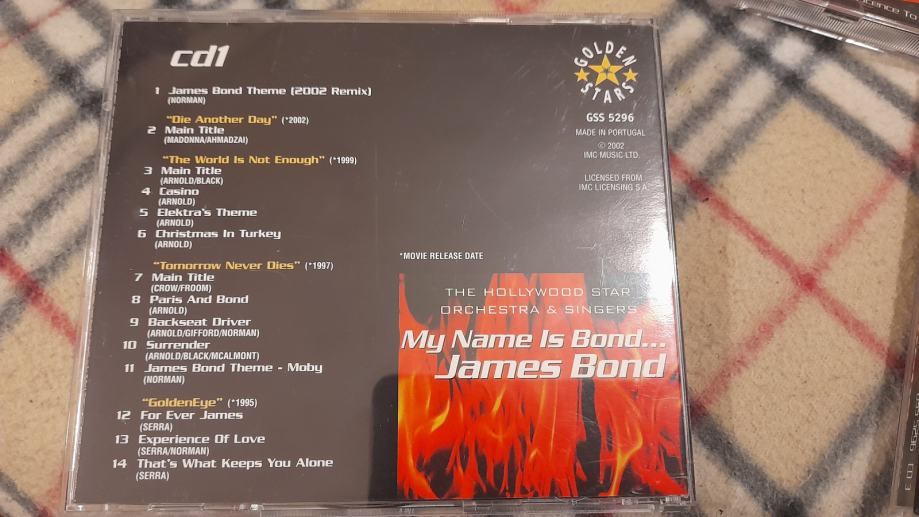 cd1
1 James Bond Theme (2002 Remix)
(NORMAN)
"Die Another Day" (*2002)
2 Main Title
(MADONNA/AHMADZAI)
"The World Is Not Enough" (*1999)
3 Main Title
(ARNOLD/BLACK)
4 Casino
(ARNOLD)
5 Elektra's Theme
(ARNOLD)
6 Christmas In Turkey
(ARNOLD)
"Tomorrow Never Dies" (*1997)
7 Main Title
(CROW/FROOM)
8 Paris And Bond
(ARNOLD)
9 Backseat Driver
(ARNOLD/GIFFORD/NORMAN)
10 Surrender
(ARNOLD/BLACK/MCALMONT)
11 James Bond Theme - Moby
(NORMAN)
"GoldenEye" (*1995)
12 For Ever James
(SERRA)
13 Experience Of Love
(SERRA/NORMAN)
14 That's What Keeps You Alone
(SERRA)
GOLDEN
STARS
GSS 5296
MADE IN PORTUGAL
© 2002
IMC MUSIC LTD.
LICENSED FROM
IMC LICENSING S.A.
*MOVIE RELEASE DATE
THE HOLLYWOOD STAR
ORCHESTRA & SINGERS
My Name Is Bond...
James Bond
CD 3